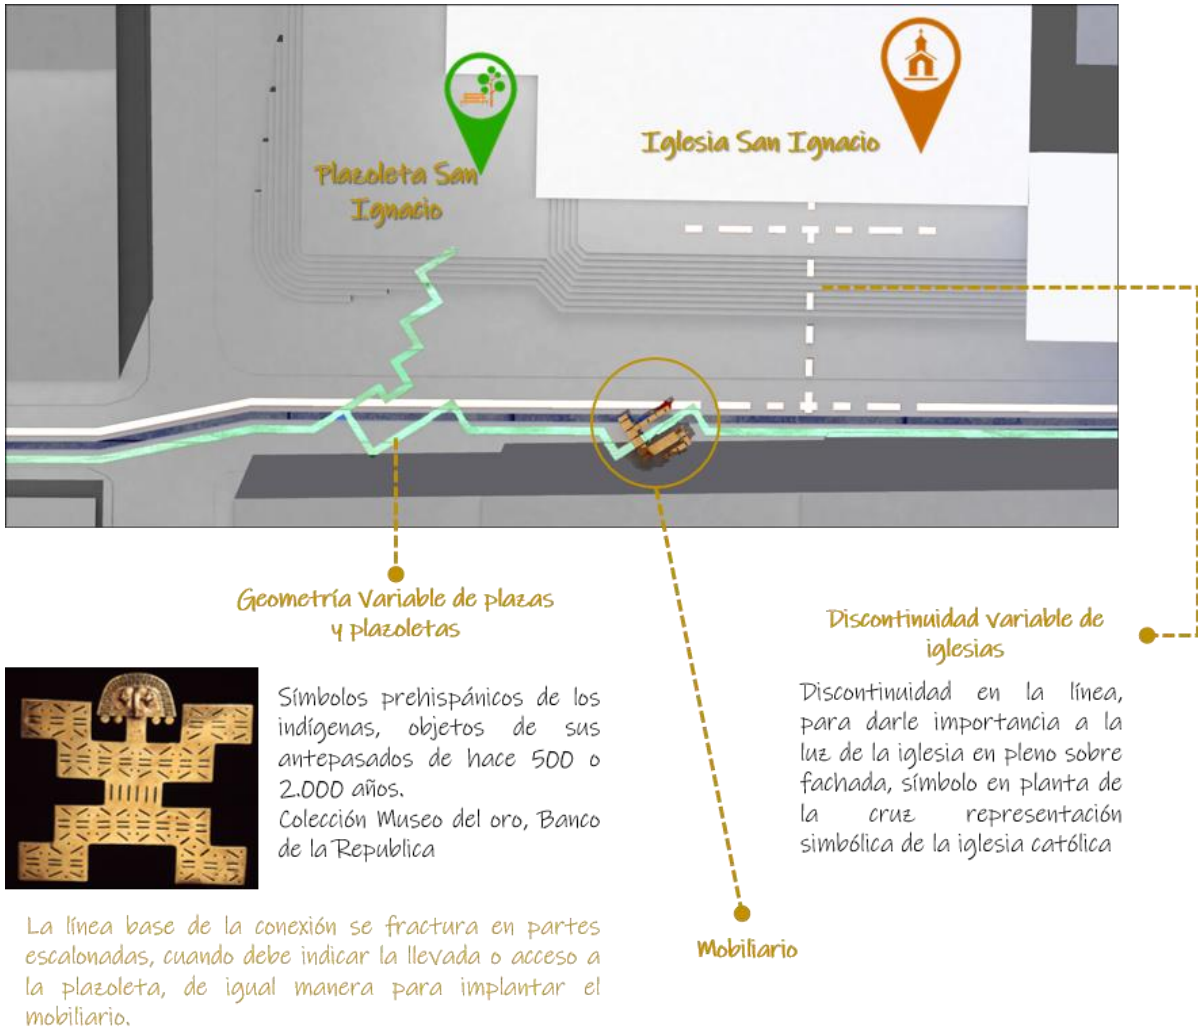 Iglesia San Ignacio
Plazoleta San
Ignacio
Geometría Variable de plazas
y plazoletas
Símbolos prehispánicos de los
indígenas, objetos de sus
antepasados de hace 500 o
2.000 años.
Colección Museo del oro, Banco
de la Republica
La línea base de la conexión se fractura en partes
escalonadas, cuando debe indicar la llevada o acceso a
la plazoleta, de igual manera para implantar el
mobiliario.
Mobiliario
Discontinuidad variable de
iglesias
Discontinuidad en la línea,
para darle importancia a la
luz de la iglesia en pleno sobre
fachada, símbolo en planta de
la cruz representación
simbólica de la iglesia católica